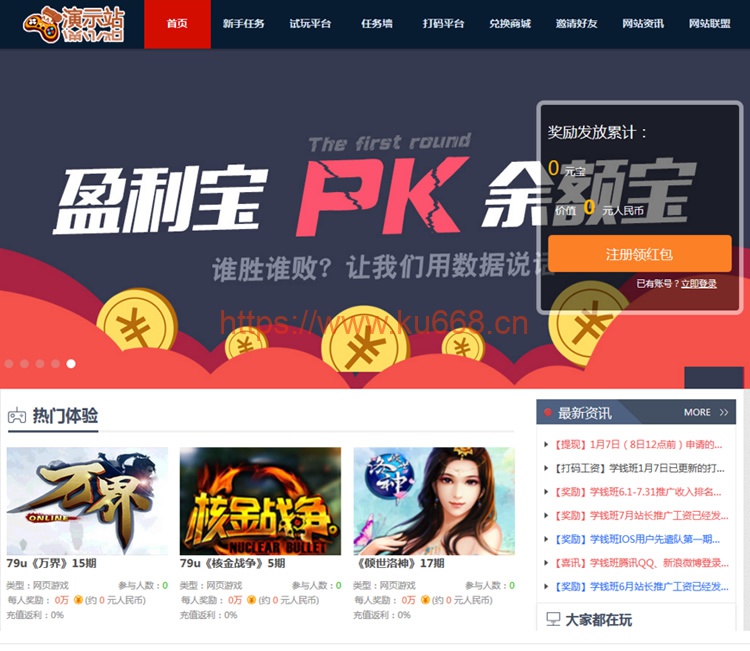 演示站
首页
新手任务
试玩平台
任务墙
打码平台
兑换商城
邀请好友
网站资讯
网站联盟
The first round
盈利宝 PK 余额宝
谁胜谁败？让我们用数据说话
奖励发放累计：
0 元宝
价值 0 元人民币
注册领红包
已有账号？立即登录
https://www.ku668.cn
热门体验
万界
ONLINE
79u《万界》15期
类型：网页游戏
参与人数：0
每人奖励： 0万 (约 0 元人民币)
充值返利：0%
核金战争
NUCLEAR BULLET
79u《核金战争》5期
类型：网页游戏
参与人数：0
每人奖励： 0万 (约 0 元人民币)
充值返利：0%
洛神
《倾世洛神》17期
类型：网页游戏
参与人数：0
每人奖励： 0万 (约 0 元人民币)
充值返利：0%
最新资讯
MORE
【提现】1月7日（8日12点前）申请的...
【打码工资】学钱班1月7日已更新的打...
【奖励】学钱班6.1-7.31推广收入排名...
【奖励】学钱班7月站长推广工资已经发...
【奖励】学钱班IOS用户先遣队第一期...
【喜讯】学钱班腾讯QQ、新浪微博登录...
【奖励】学钱班6月站长推广工资已经发...
大家都在玩